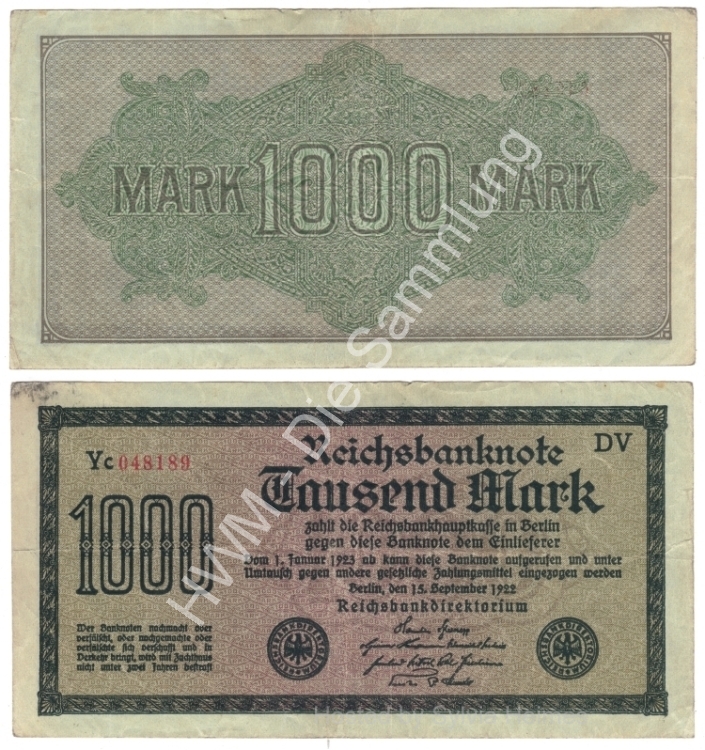 MARK 1000 MARK
HWM - Die Sammlung
Yc 048189
DV
Reichsbanknote
Tausend Mark
1000
zahlt die Reichsbankhauptkasse in Berlin
gegen diese Banknote dem Einlieferer
Vom 1. Januar 1923 ab kann diese Banknote aufgerufen und unter
Umtausch gegen andere gesetzliche Zahlungsmittel eingezogen werden
Berlin, den 15. September 1922
Reichsbankdirektorium
Wer Banknoten nachmacht oder
verfälscht, oder nachgemachte oder
verfälschte sich verschafft und in
Verkehr bringt, wird mit Zuchthaus
nicht unter zwei Jahren bestraft
REICHSBANKDIREKTORIUM
REICHSBANKDIREKTORIUM